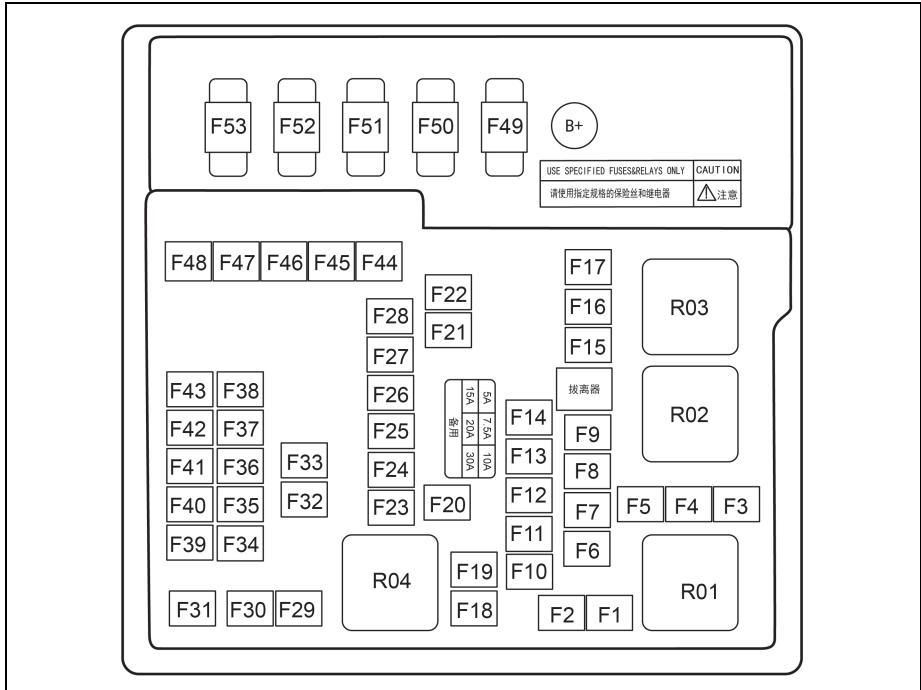 F53 F52 F51 F50 F49 B+
USE SPECIFIED FUSES&RELAYS ONLY CAUTION
请使用指定规格的保险丝和继电器 注意
F48 F47 F46 F45 F44
F17
F16
F15
R03
F22
F21
F28
F27
F26
F25
F24
F23
拔离器
R02
F43 F38
F42 F37
F41 F36
F40 F35
F39 F34
F33
F32
5A 7.5A 10A
15A 20A 30A
备用
F14
F13
F12
F11
F10
F9
F8
F7
F6
F5 F4 F3
F20
R04
F19
F18
R01
F31 F30 F29
F2 F1